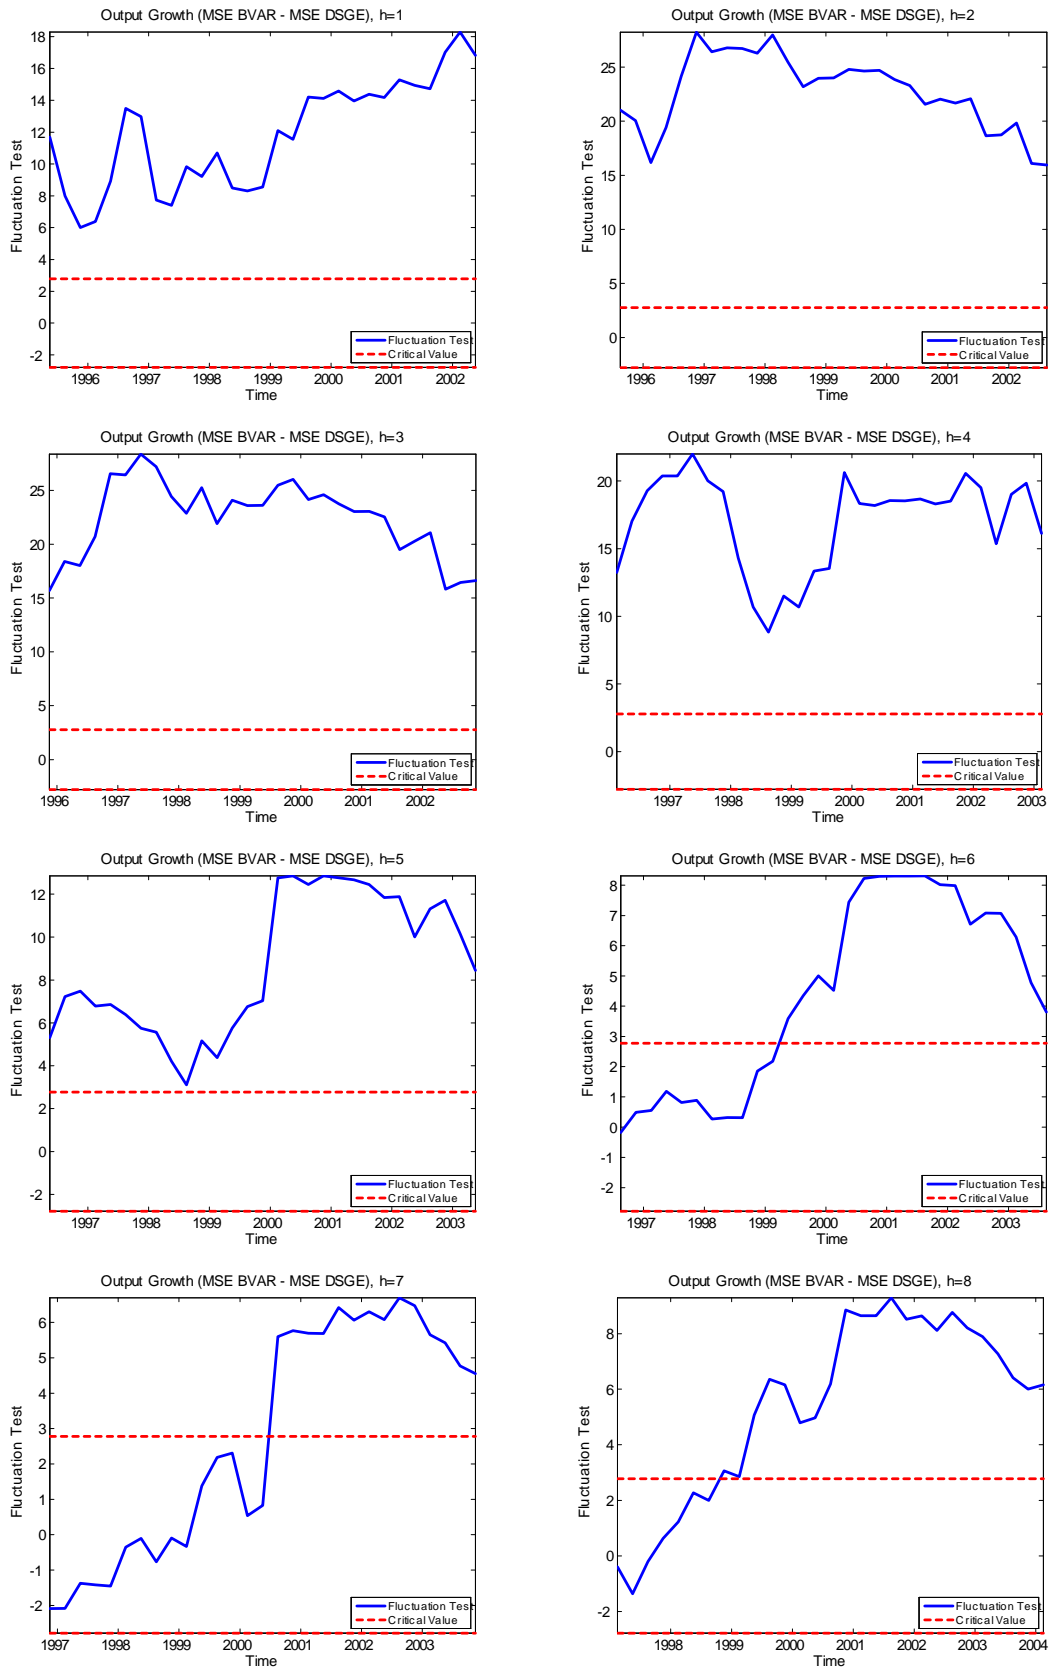 Output Growth (MSE BVAR - MSE DSGE), h=1
18
16
14
12
10
8
6
4
2
0
-2
Fluctuation Test
Fluctuation Test
Critical Value
1996 1997 1998 1999 2000 2001 2002
Time
Output Growth (MSE BVAR - MSE DSGE), h=2
25
20
15
10
5
0
Fluctuation Test
Fluctuation Test
Critical Value
1996 1997 1998 1999 2000 2001 2002
Time
Output Growth (MSE BVAR - MSE DSGE), h=3
25
20
15
10
5
0
Fluctuation Test
Fluctuation Test
Critical Value
1996 1997 1998 1999 2000 2001 2002
Time
Output Growth (MSE BVAR - MSE DSGE), h=4
20
15
10
5
0
Fluctuation Test
Fluctuation Test
Critical Value
1997 1998 1999 2000 2001 2002 2003
Time
Output Growth (MSE BVAR - MSE DSGE), h=5
12
10
8
6
4
2
0
-2
Fluctuation Test
Fluctuation Test
Critical Value
1997 1998 1999 2000 2001 2002 2003
Time
Output Growth (MSE BVAR - MSE DSGE), h=6
8
7
6
5
4
3
2
1
0
-1
-2
Fluctuation Test
Fluctuation Test
Critical Value
1997 1998 1999 2000 2001 2002 2003
Time
Output Growth (MSE BVAR - MSE DSGE), h=7
6
5
4
3
2
1
0
-1
-2
Fluctuation Test
Fluctuation Test
Critical Value
1997 1998 1999 2000 2001 2002 2003
Time
Output Growth (MSE BVAR - MSE DSGE), h=8
8
6
4
2
0
-2
Fluctuation Test
Fluctuation Test
Critical Value
1998 1999 2000 2001 2002 2003 2004
Time